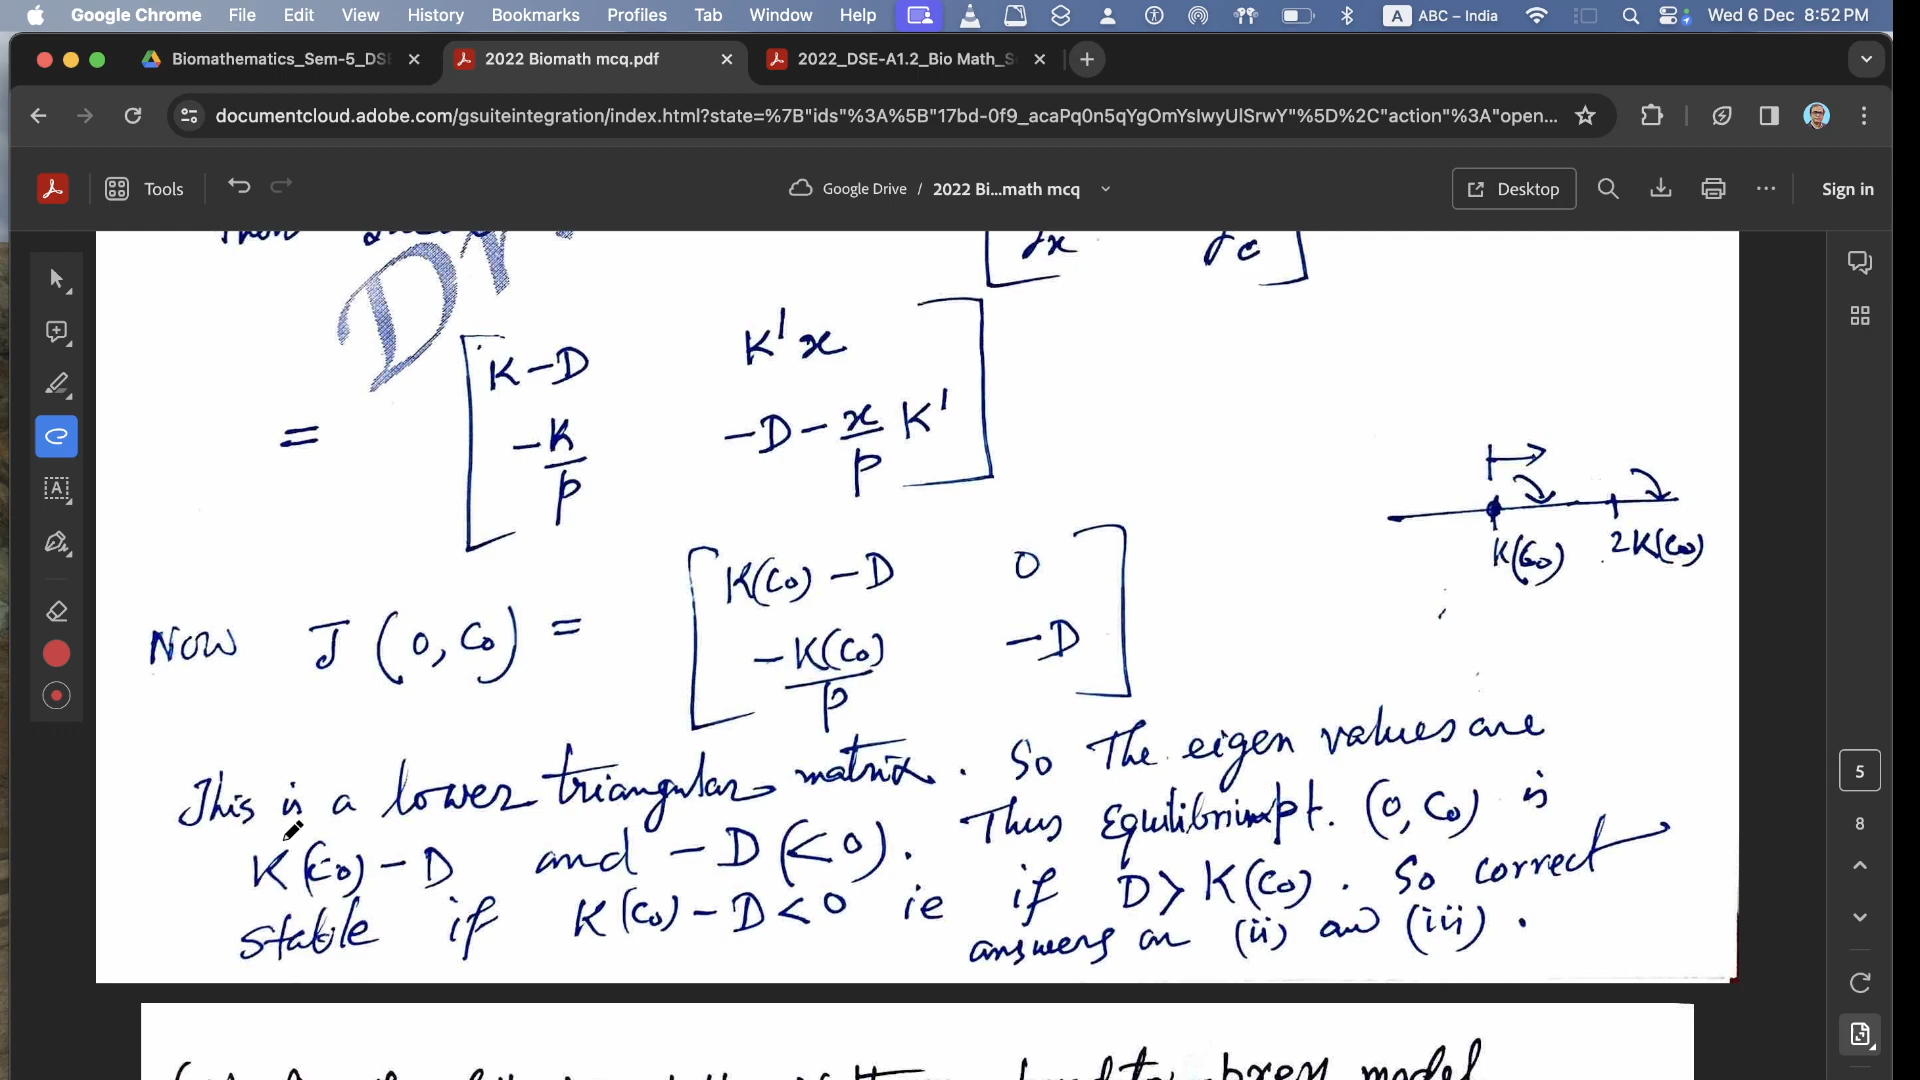 Google Chrome File Edit View History Bookmarks Profiles Tab Window Help A ABC – India Wed 6 Dec 8:52 PM
Biomathematics_Sem-5_DSE 2022 Biomath mcq.pdf 2022_DSE-A1.2_Bio Math_S
documentcloud.adobe.com/gsuiteintegration/index.html?state=%7B"ids"%3A%5B"17bd-0f9_acaPq0n5qYgOmYsIwyUlSrwY"%5D%2C"action"%3A"open...
Tools Google Drive / 2022 Bi...math mcq Desktop Sign in
K-D K'x
= -K/p -D - x/p K'
K(C0) 2K(C0)
Now J(0, C0) = K(C0) - D 0
-K(C0)/p -D
This is a lower triangular matrix. So the eigen values are
K(C0) - D and -D (<0). Thus Equilibrium pt. (0, C0) is
stable if K(C0) - D < 0 ie if D > K(C0). So correct
answers are (ii) and (iii).
5
8
model